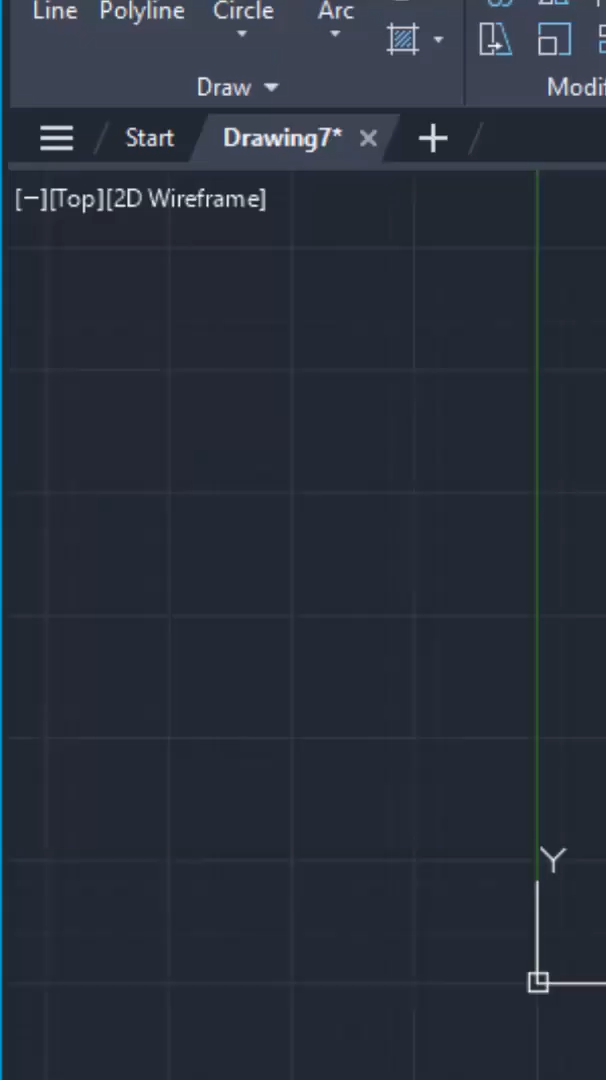 Line Polyline Circle Arc
Draw Modi
Start Drawing7*
[−][Top][2D Wireframe]
Y